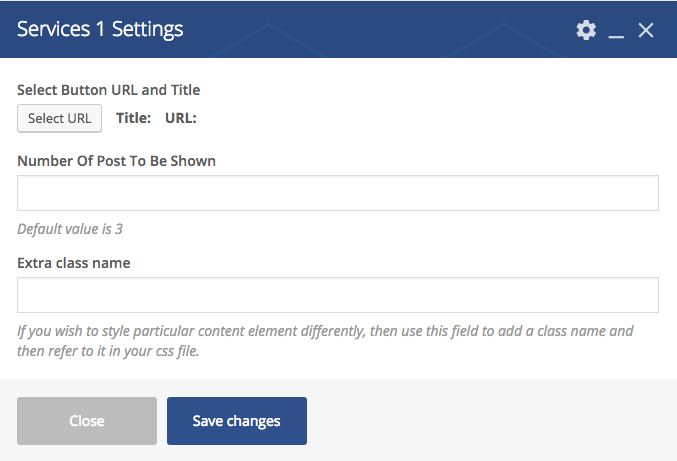 Services 1 Settings
Select Button URL and Title
Select URL Title: URL:
Number Of Post To Be Shown
Default value is 3
Extra class name
If you wish to style particular content element differently, then use this field to add a class name and
then refer to it in your css file.
Close Save changes